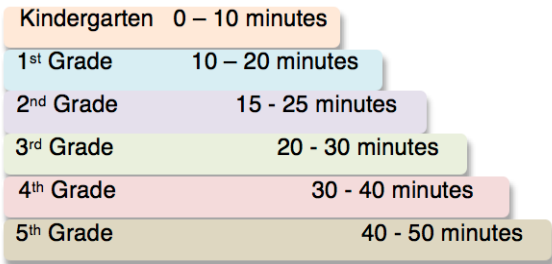 Kindergarten 0 – 10 minutes
1st Grade 10 – 20 minutes
2nd Grade 15 - 25 minutes
3rd Grade 20 - 30 minutes
4th Grade 30 - 40 minutes
5th Grade 40 - 50 minutes